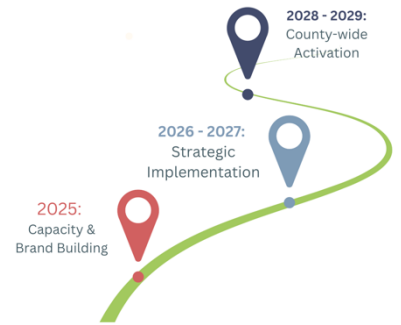 2028 - 2029:
County-wide
Activation
2026 - 2027:
Strategic
Implementation
2025:
Capacity &
Brand Building